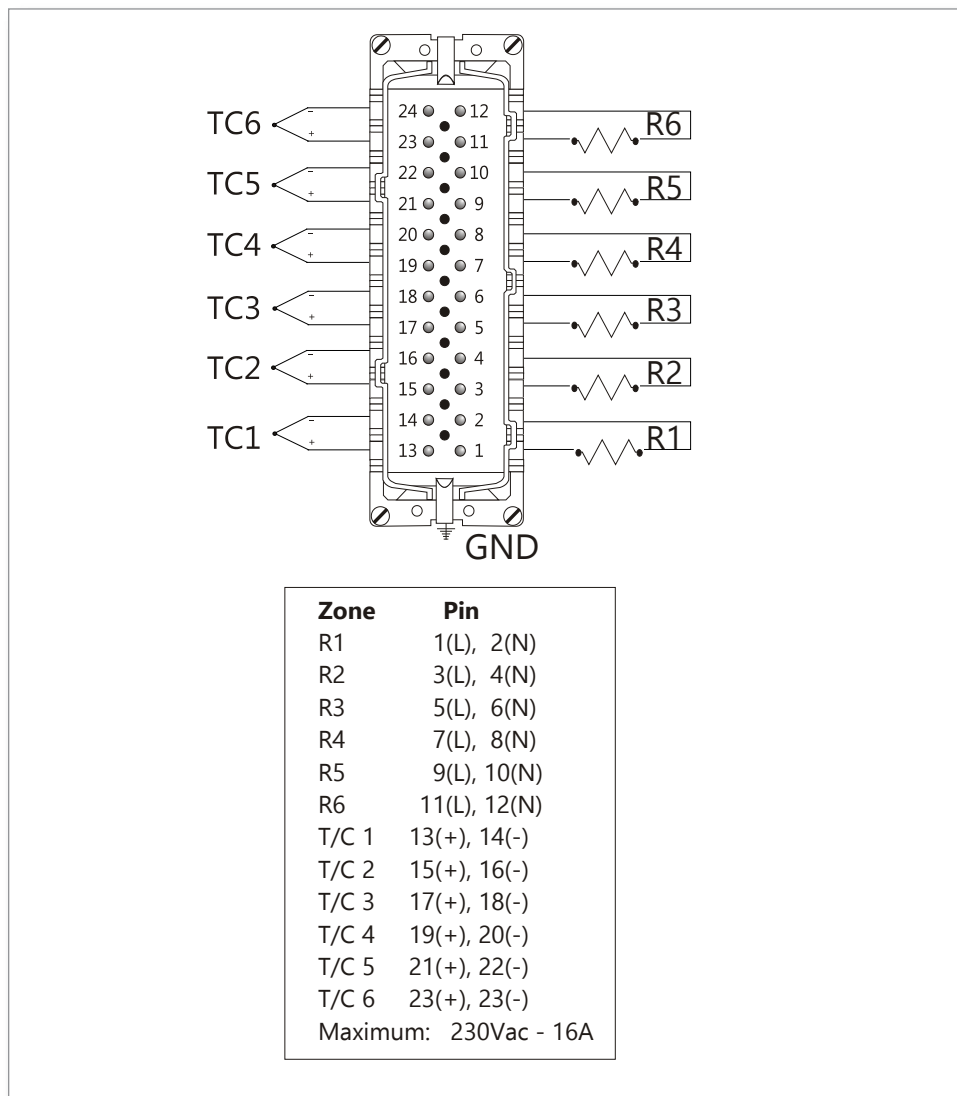 TC6 - + 24 12 R6
23 11
TC5 - + 22 10 R5
21 9
TC4 - + 20 8 R4
19 7
TC3 - + 18 6 R3
17 5
TC2 - + 16 4 R2
15 3
TC1 - + 14 2 R1
13 1
GND
Zone Pin
R1 1(L), 2(N)
R2 3(L), 4(N)
R3 5(L), 6(N)
R4 7(L), 8(N)
R5 9(L), 10(N)
R6 11(L), 12(N)
T/C 1 13(+), 14(-)
T/C 2 15(+), 16(-)
T/C 3 17(+), 18(-)
T/C 4 19(+), 20(-)
T/C 5 21(+), 22(-)
T/C 6 23(+), 23(-)
Maximum: 230Vac - 16A